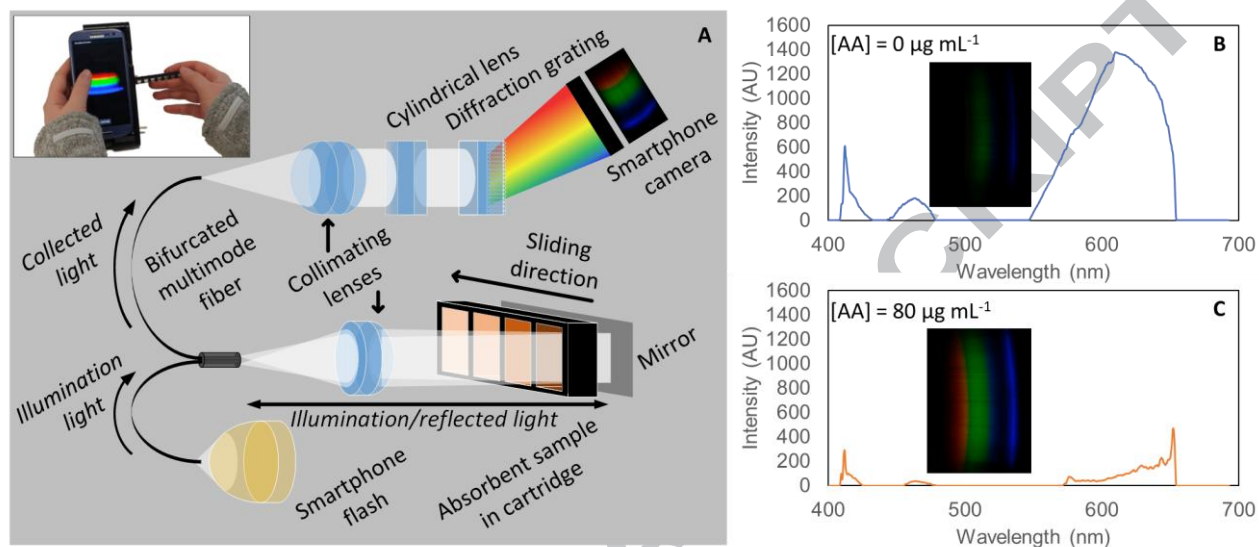 A
Cylindrical lens
Diffraction grating
Smartphone
camera
Collected
light
Bifurcated
multimode
fiber
Collimating
lenses
Sliding
direction
Mirror
Illumination
light
Illumination/reflected light
Smartphone
flash
Absorbent sample
in cartridge
B
[AA] = 0 µg mL-1
Intensity (AU)
1600
1400
1200
1000
800
600
400
200
0
400 500 600 700
Wavelength (nm)
C
[AA] = 80 µg mL-1
Intensity (AU)
1600
1400
1200
1000
800
600
400
200
0
400 500 600 700
Wavelength (nm)